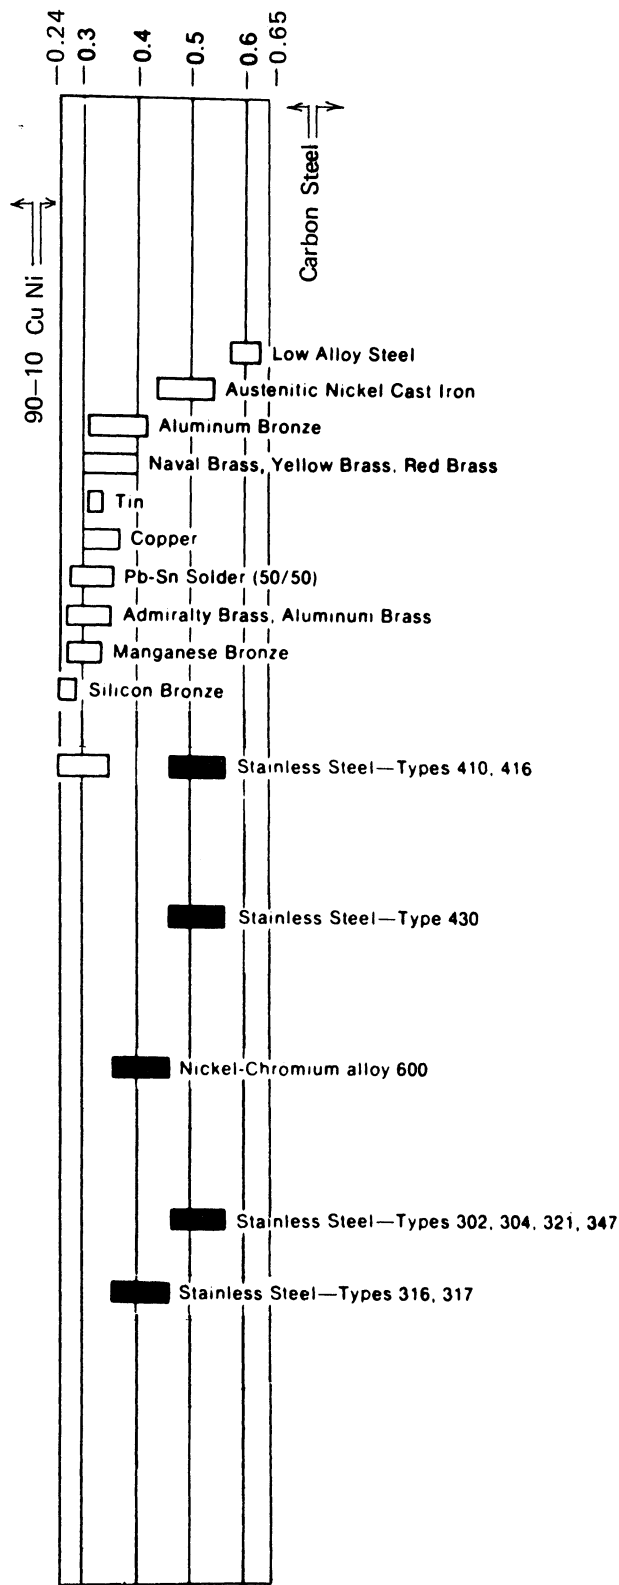 −0.24
−0.3
−0.4
−0.5
−0.6
−0.65
Carbon Steel
90−10 Cu Ni
Low Alloy Steel
Austenitic Nickel Cast Iron
Aluminum Bronze
Naval Brass, Yellow Brass, Red Brass
Tin
Copper
Pb-Sn Solder (50/50)
Admiralty Brass, Aluminum Brass
Manganese Bronze
Silicon Bronze
Stainless Steel—Types 410, 416
Stainless Steel—Type 430
Nickel-Chromium alloy 600
Stainless Steel—Types 302, 304, 321, 347
Stainless Steel—Types 316, 317